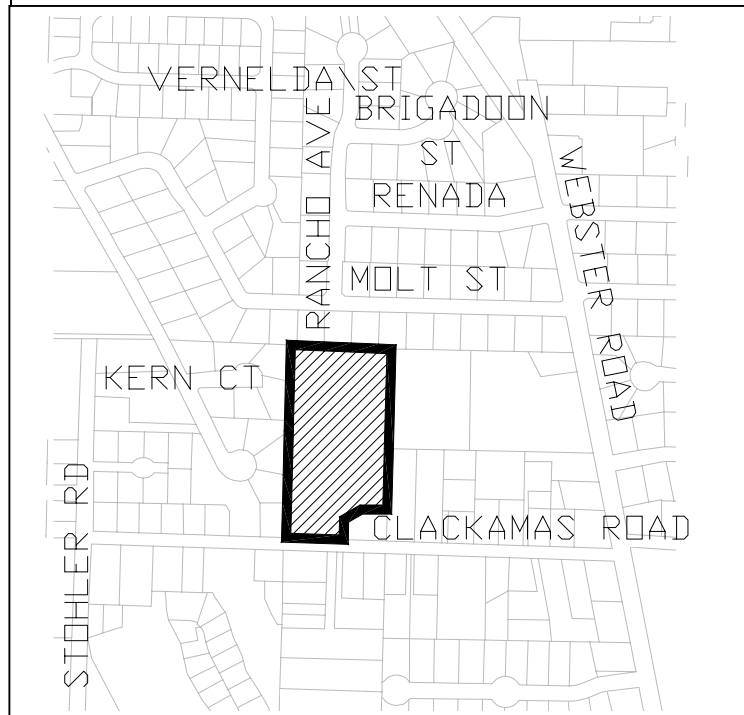 VERNELDA\ST
BRIGADOON
ST
RENADA
RANCHO AVE
WEBSTER ROAD
MOLT ST
KERN CT
CLACKAMAS ROAD
STOHLER RD